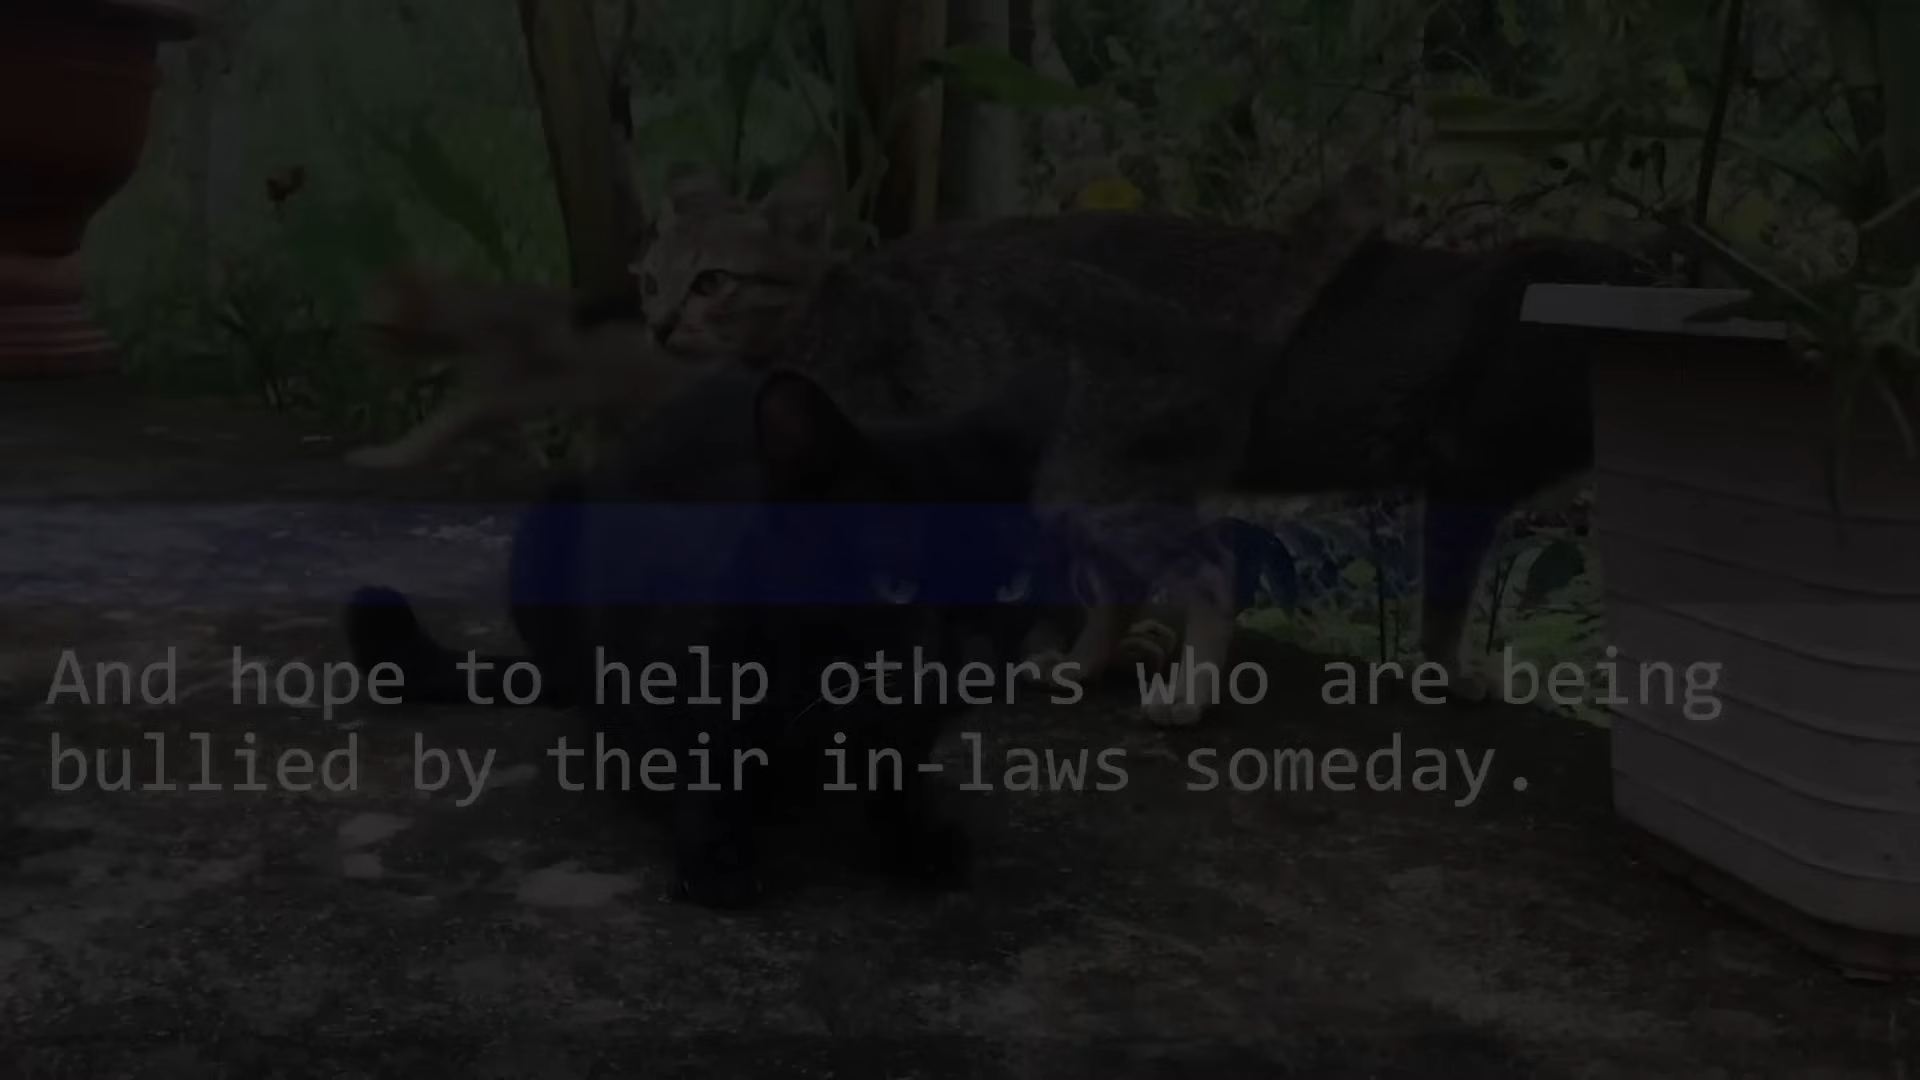 And hope to help others who are being
bullied by their in-laws someday.